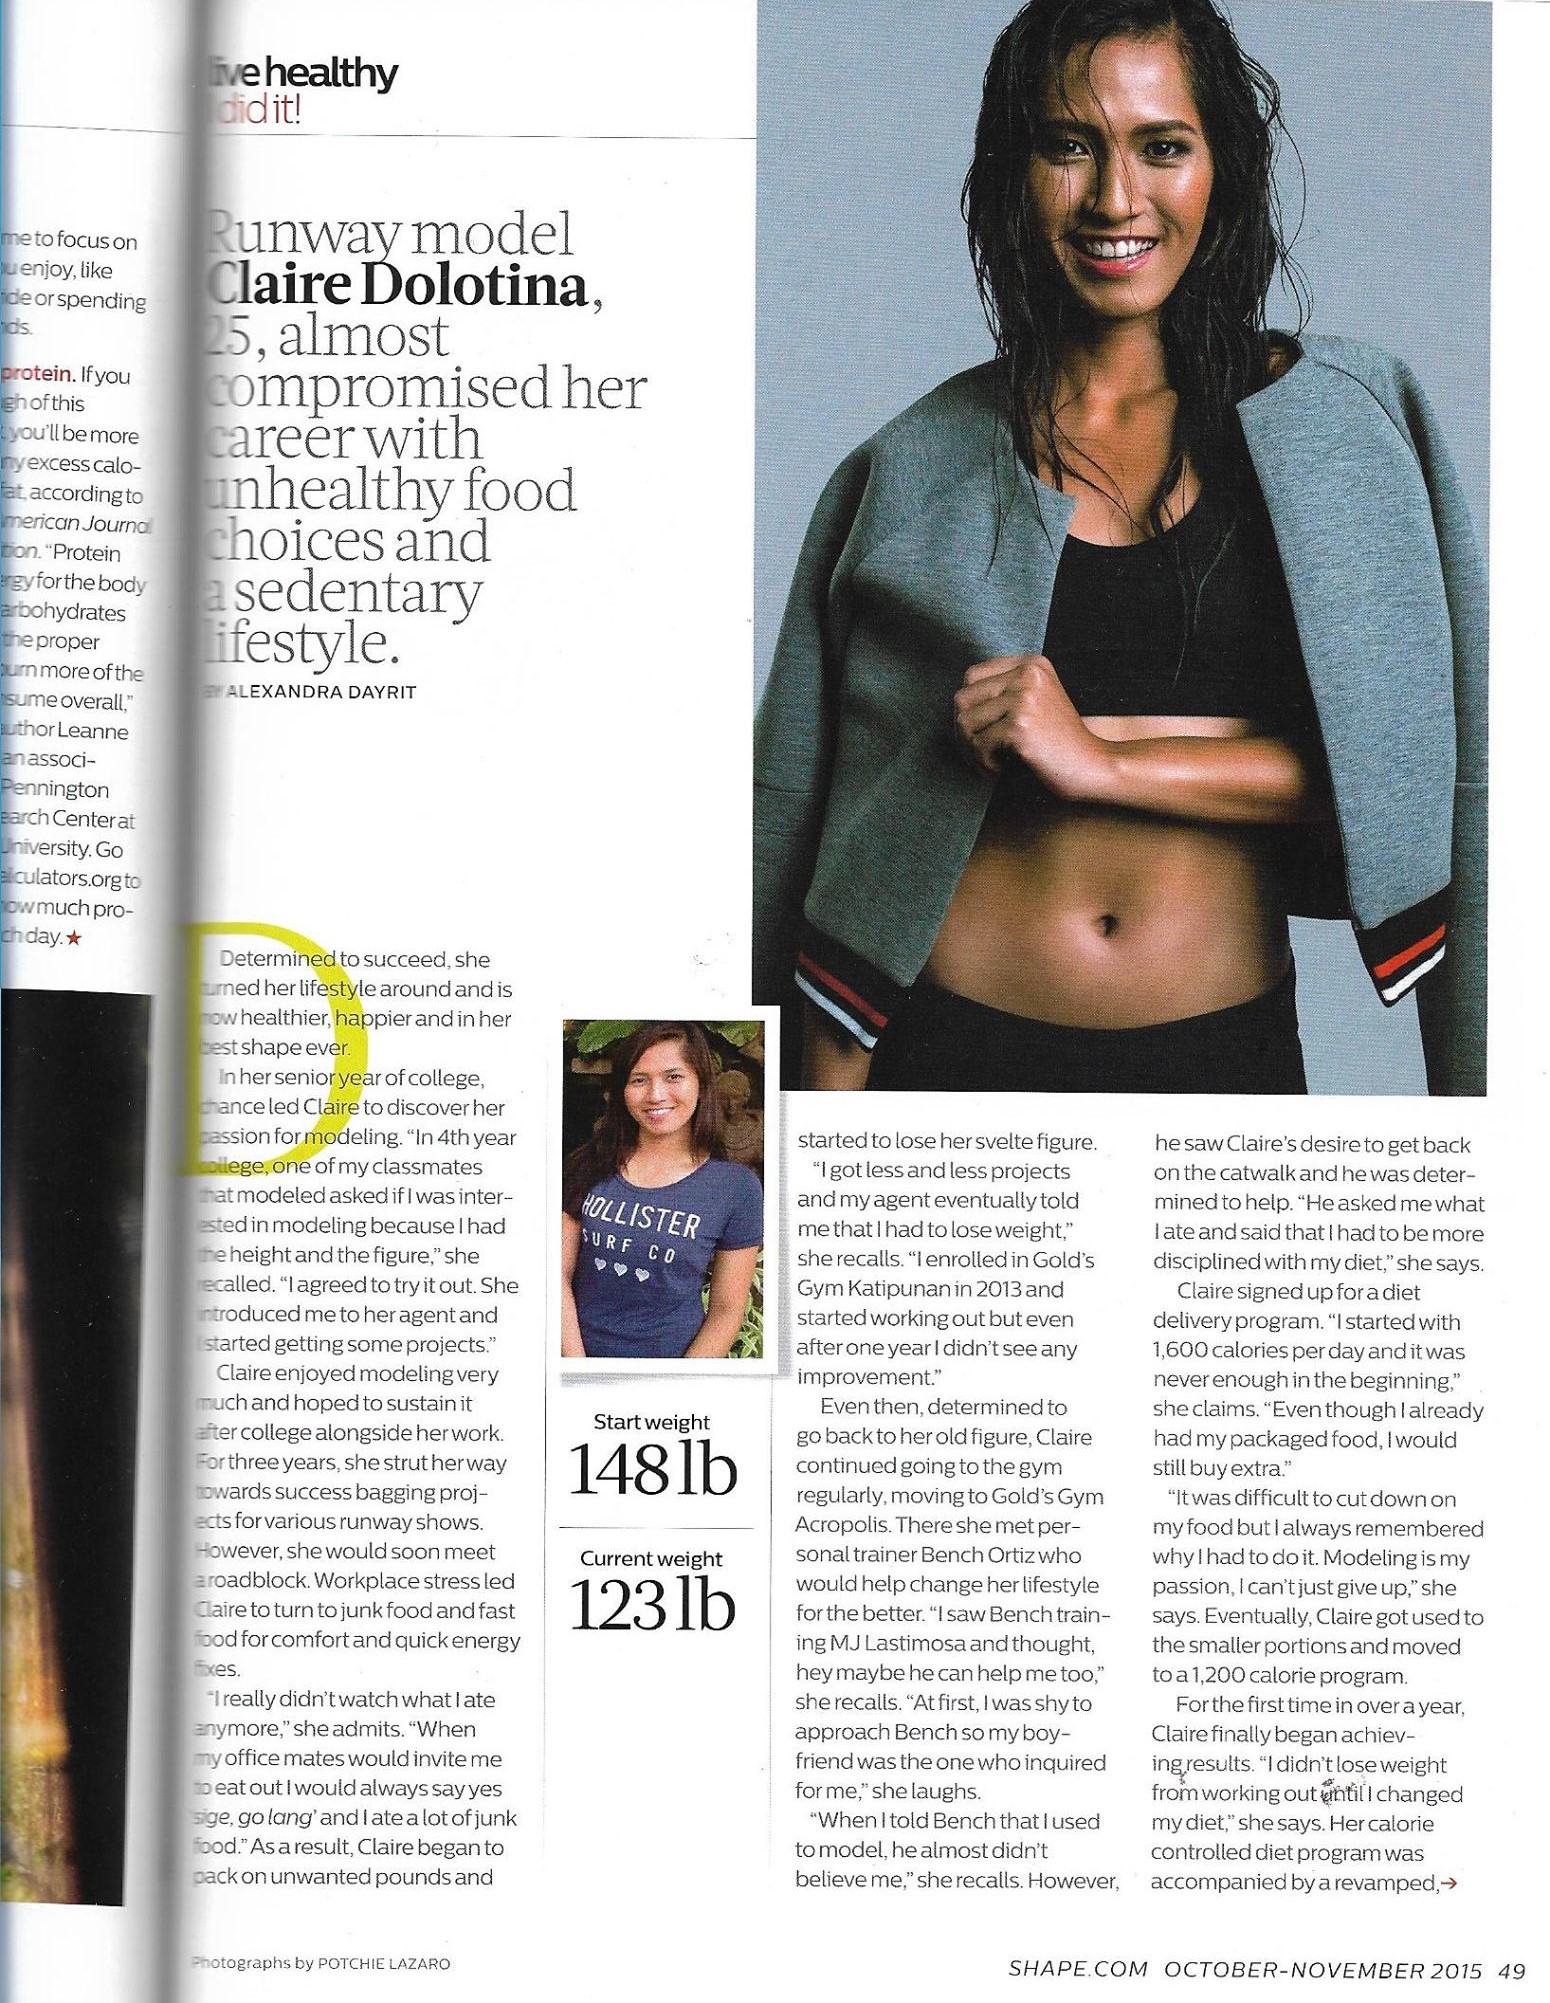 me to focus on
enjoy, like
or spending
protein. If you
of this
you'll be more
excess calo-
according to
American Journal
"Protein
for the body
carbohydrates
the proper
more of the
overall,"
author Leanne
an associ-
Pennington
Center at
University. Go
to
how much pro-
day.★
live healthy
did it!
Runway model
Claire Dolotina,
25, almost
compromised her
career with
unhealthy food
choices and
a sedentary
lifestyle.
BY ALEXANDRA DAYRIT
D
Determined to succeed, she
turned her lifestyle around and is
now healthier, happier and in her
best shape ever.
In her senior year of college,
chance led Claire to discover her
passion for modeling. "In 4th year
college, one of my classmates
that modeled asked if I was inter-
ested in modeling because I had
the height and the figure," she
recalled. "I agreed to try it out. She
introduced me to her agent and
I started getting some projects."
Claire enjoyed modeling very
much and hoped to sustain it
after college alongside her work.
For three years, she strut her way
towards success bagging proj-
ects for various runway shows.
However, she would soon meet
a roadblock. Workplace stress led
Claire to turn to junk food and fast
food for comfort and quick energy
fixes.
"I really didn't watch what I ate
anymore," she admits. "When
my office mates would invite me
to eat out I would always say yes
sige, go lang' and I ate a lot of junk
food." As a result, Claire began to
pack on unwanted pounds and
HOLLISTER
SURF CO
Start weight
148 lb
Current weight
123 lb
started to lose her svelte figure.
"I got less and less projects
and my agent eventually told
me that I had to lose weight,"
she recalls. "I enrolled in Gold's
Gym Katipunan in 2013 and
started working out but even
after one year I didn't see any
improvement."
Even then, determined to
go back to her old figure, Claire
continued going to the gym
regularly, moving to Gold's Gym
Acropolis. There she met per-
sonal trainer Bench Ortiz who
would help change her lifestyle
for the better. "I saw Bench train-
ing MJ Lastimosa and thought,
hey maybe he can help me too,"
she recalls. "At first, I was shy to
approach Bench so my boy-
friend was the one who inquired
for me," she laughs.
"When I told Bench that I used
to model, he almost didn't
believe me," she recalls. However,
he saw Claire's desire to get back
on the catwalk and he was deter-
mined to help. "He asked me what
I ate and said that I had to be more
disciplined with my diet," she says.
Claire signed up for a diet
delivery program. "I started with
1,600 calories per day and it was
never enough in the beginning,"
she claims. "Even though I already
had my packaged food, I would
still buy extra."
"It was difficult to cut down on
my food but I always remembered
why I had to do it. Modeling is my
passion, I can't just give up," she
says. Eventually, Claire got used to
the smaller portions and moved
to a 1,200 calorie program.
For the first time in over a year,
Claire finally began achiev-
ing results. "I didn't lose weight
from working out until I changed
my diet," she says. Her calorie
controlled diet program was
accompanied by a revamped,→
Photographs by POTCHIE LAZARO
SHAPE.COM OCTOBER-NOVEMBER 2015 49